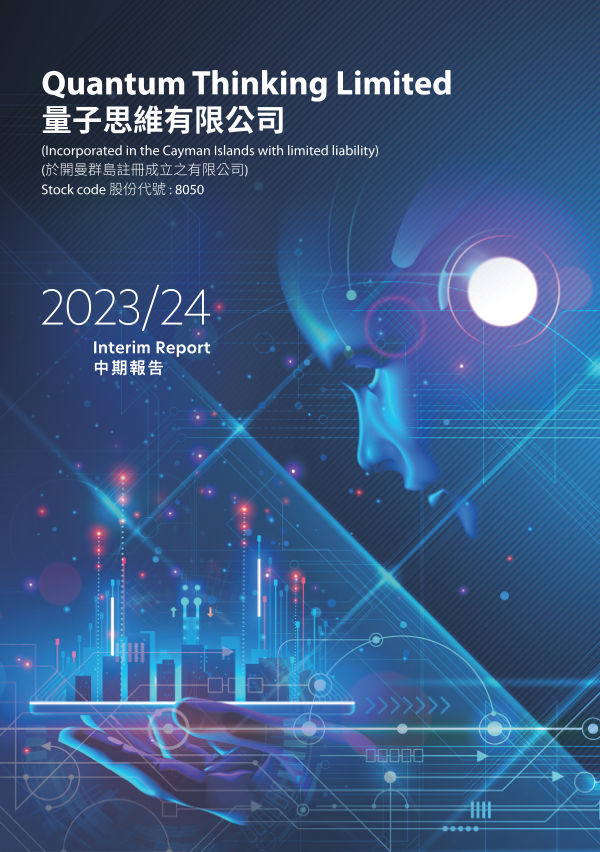 Quantum Thinking Limited
量子思維有限公司
(Incorporated in the Cayman Islands with limited liability)
(於開曼群島註冊成立之有限公司)
Stock code 股份代號 : 8050
2023/24
Interim Report
中期報告